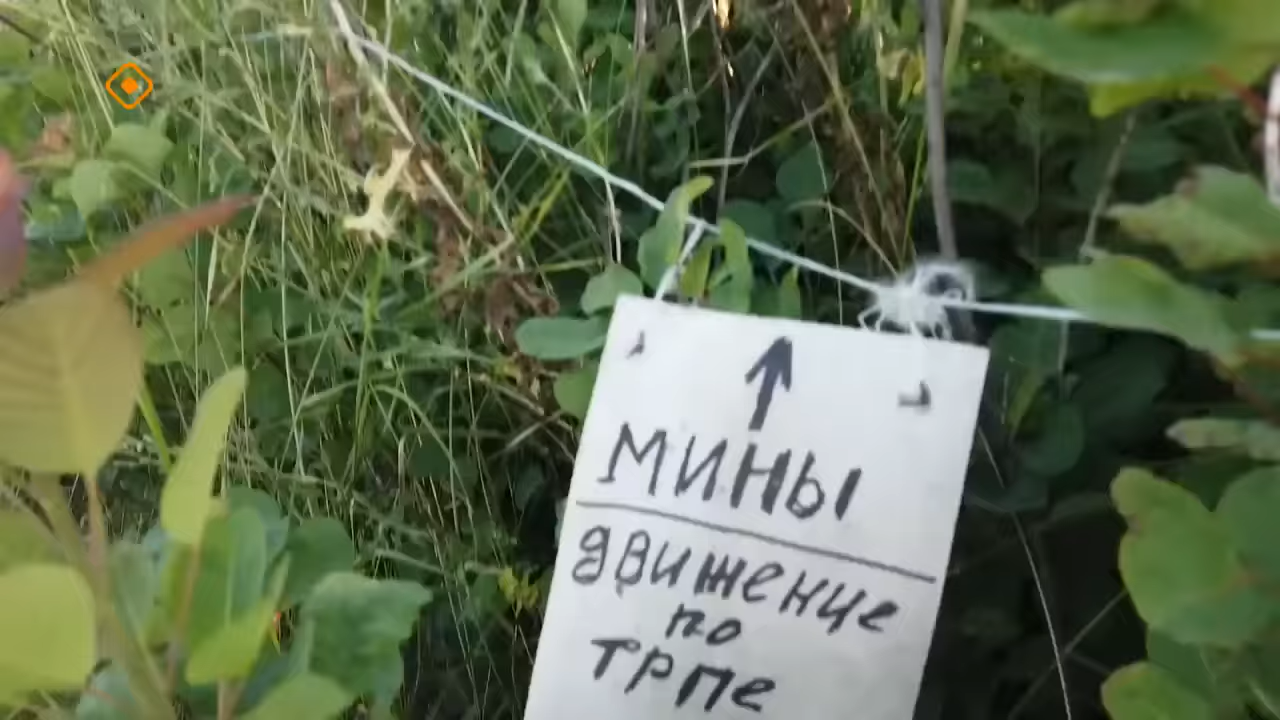 ↑
МИНЫ
движение
по
трпе